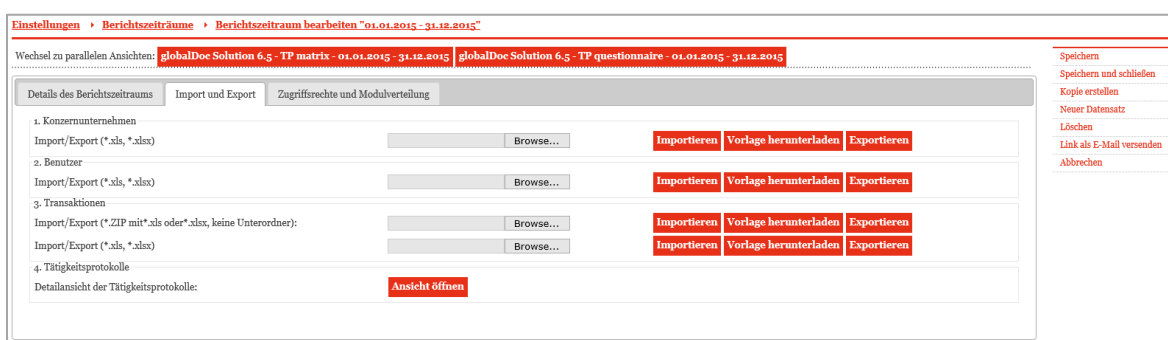 Einstellungen ▸ Berichtszeiträume ▸ Berichtszeitraum bearbeiten "01.01.2015 - 31.12.2015"
Wechsel zu parallelen Ansichten: globalDoc Solution 6.5 - TP matrix - 01.01.2015 - 31.12.2015 globalDoc Solution 6.5 - TP questionnaire - 01.01.2015 - 31.12.2015
Details des Berichtszeitraums Import und Export Zugriffsrechte und Modulverteilung
1. Konzernunternehmen
Import/Export (*.xls, *.xlsx) Browse... Importieren Vorlage herunterladen Exportieren
2. Benutzer
Import/Export (*.xls, *.xlsx) Browse... Importieren Vorlage herunterladen Exportieren
3. Transaktionen
Import/Export (*.ZIP mit*.xls oder*.xlsx, keine Unterordner): Browse... Importieren Vorlage herunterladen Exportieren
Import/Export (*.xls, *.xlsx) Browse... Importieren Vorlage herunterladen Exportieren
4. Tätigkeitsprotokolle
Detailansicht der Tätigkeitsprotokolle: Ansicht öffnen
Speichern
Speichern und schließen
Kopie erstellen
Neuer Datensatz
Löschen
Link als E-Mail versenden
Abbrechen